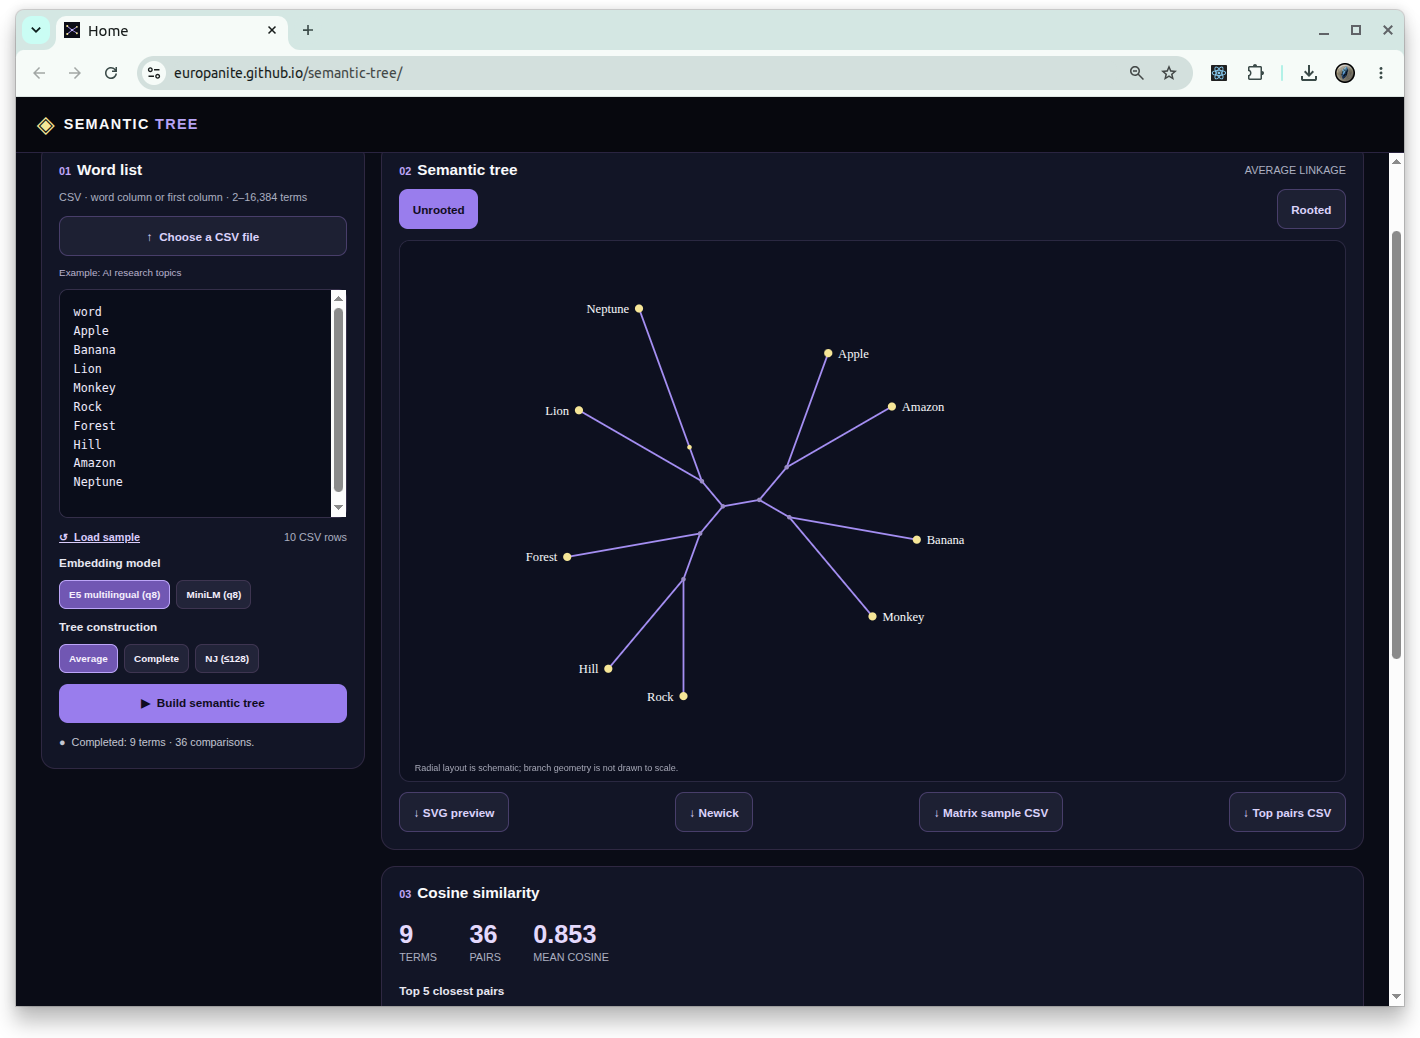 Home
europanite.github.io/semantic-tree/
SEMANTIC TREE
01 Word list
CSV · word column or first column · 2–16,384 terms
↑ Choose a CSV file
Example: AI research topics
word
Apple
Banana
Lion
Monkey
Rock
Forest
Hill
Amazon
Neptune
↺ Load sample
10 CSV rows
Embedding model
E5 multilingual (q8)
MiniLM (q8)
Tree construction
Average
Complete
NJ (≤128)
▶ Build semantic tree
● Completed: 9 terms · 36 comparisons.
02 Semantic tree
AVERAGE LINKAGE
Unrooted
Rooted
Neptune
Apple
Amazon
Lion
Banana
Forest
Monkey
Hill
Rock
Radial layout is schematic; branch geometry is not drawn to scale.
↓ SVG preview
↓ Newick
↓ Matrix sample CSV
↓ Top pairs CSV
03 Cosine similarity
9
36
0.853
TERMS
PAIRS
MEAN COSINE
Top 5 closest pairs